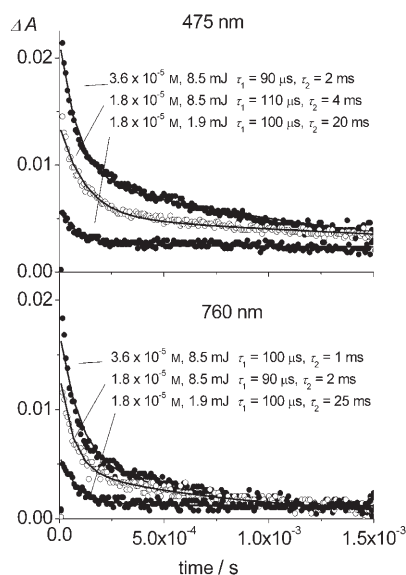 475 nm
ΔA
0.02
3.6 x 10⁻⁵ M, 8.5 mJ τ₁ = 90 μs, τ₂ = 2 ms
1.8 x 10⁻⁵ M, 8.5 mJ τ₁ = 110 μs, τ₂ = 4 ms
1.8 x 10⁻⁵ M, 1.9 mJ τ₁ = 100 μs, τ₂ = 20 ms
0.01
0.00
0.02
760 nm
3.6 x 10⁻⁵ M, 8.5 mJ τ₁ = 100 μs, τ₂ = 1 ms
1.8 x 10⁻⁵ M, 8.5 mJ τ₁ = 90 μs, τ₂ = 2 ms
0.01
1.8 x 10⁻⁵ M, 1.9 mJ τ₁ = 100 μs, τ₂ = 25 ms
0.00
0.0 5.0x10⁻⁴ 1.0x10⁻³ 1.5x10⁻³
time / s